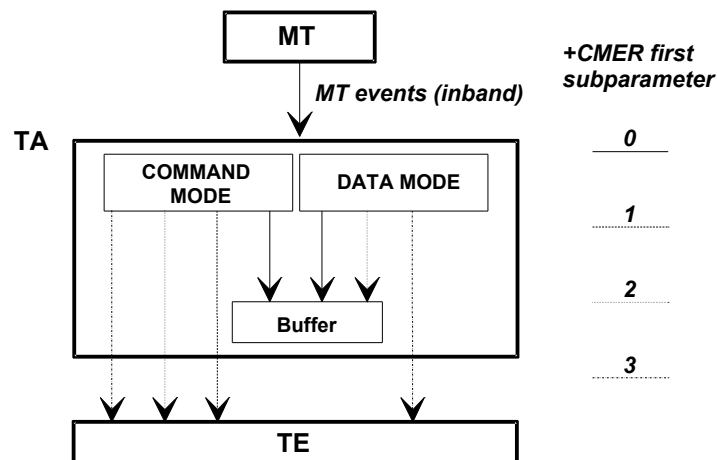 MT
+CMER first
subparameter
MT events (inband)
TA
0
COMMAND
MODE
DATA MODE
1
2
Buffer
3
TE